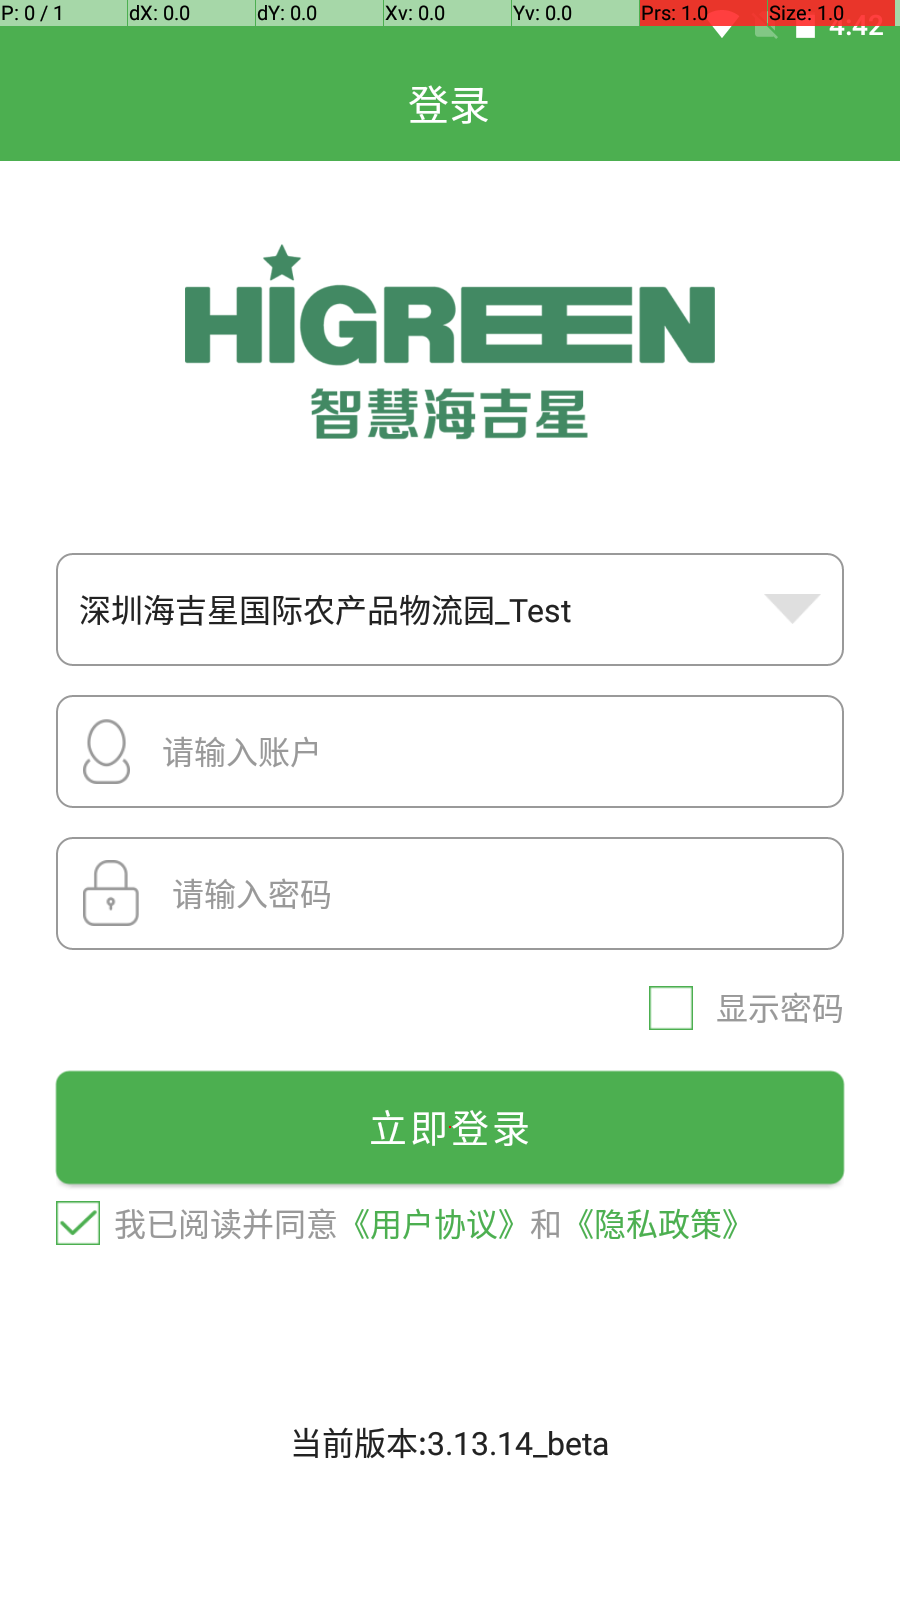 P: 0 / 1 dX: 0.0 dY: 0.0 Xv: 0.0 Yv: 0.0 Prs: 1.0 Size: 1.0
4:42
登录
HiGREEN
智慧海吉星
深圳海吉星国际农产品物流园_Test
请输入账户
请输入密码
显示密码
立即登录
我已阅读并同意《用户协议》和《隐私政策》
当前版本:3.13.14_beta